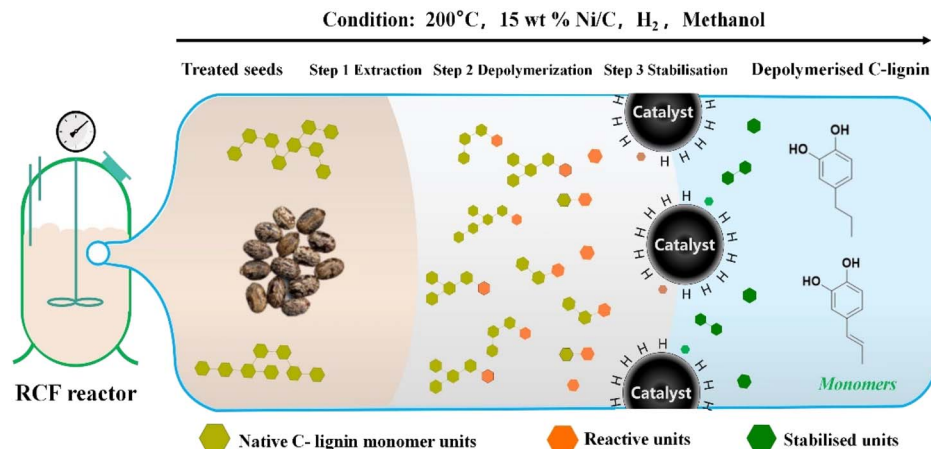 Condition: 200°C, 15 wt % Ni/C, H₂, Methanol
Treated seeds
Step 1 Extraction
Step 2 Depolymerization
Step 3 Stabilisation
Depolymerised C-lignin
Catalyst
H H H H H H H H H H
OH
HO
Catalyst
H H H H H H H H H H H H H H H H
OH
HO
Catalyst
H H H H H H H H H
Monomers
RCF reactor
Native C- lignin monomer units
Reactive units
Stabilised units